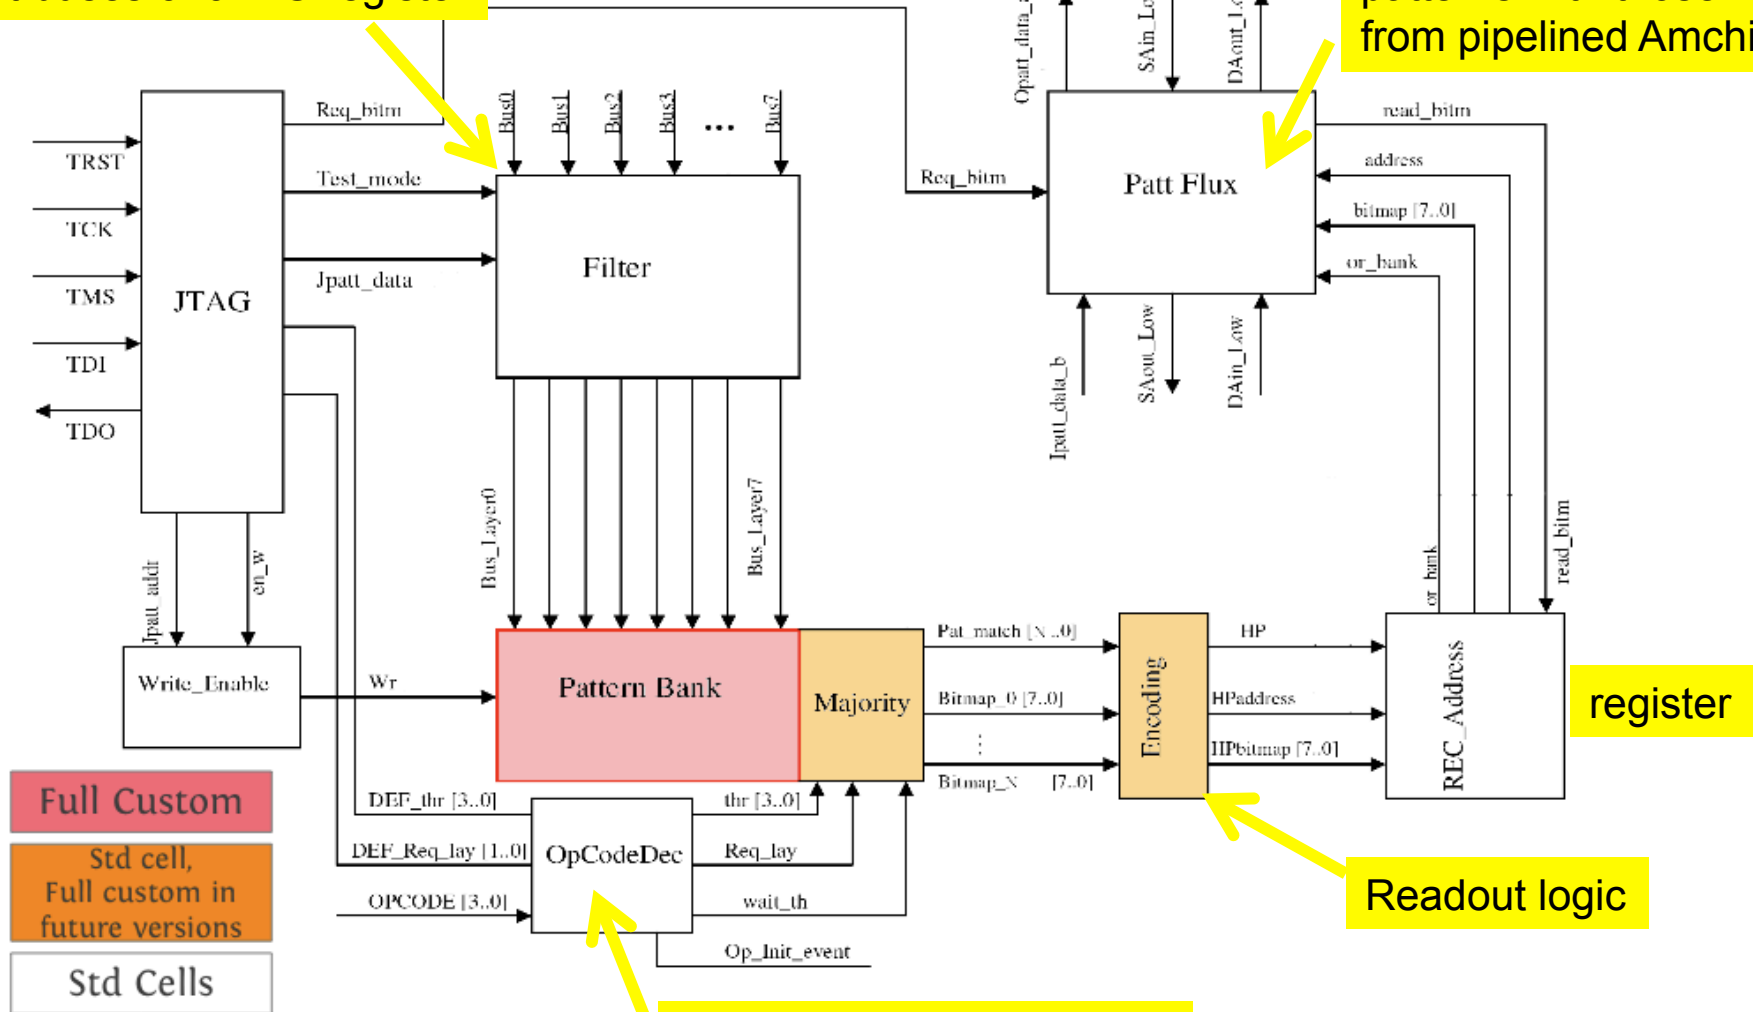 from pipelined Amchi
Opatt_data_
SAin_Lo
DAout_L
Req_bitm
Bus0
Bus1
Bus2
Bus3
...
Bus7
read_bitm
TRST
Test_mode
Req_bitm
Patt Flux
address
TCK
bitmap [7..0]
Filter
or_bank
Jpatt_data
TMS
JTAG
TDI
Ipatt_data_b
SAout_Low
DAin_Low
TDO
Bus_Layer0
Bus_Layer7
Jpatt_addr
en_w
or_bank
read_bitm
Write_Enable
Wr
Pattern Bank
Majority
Pat_match [N..0]
Bitmap_0 [7..0]
Bitmap_N [7..0]
Encoding
HP
HPaddress
HPbitmap [7..0]
REC_Address
register
Full Custom
DEF_thr [3..0]
thr [3..0]
Std cell,
Full custom in
future versions
DEF_Req_lay [1..0]
OpCodeDec
Req_lay
OPCODE [3..0]
wait_th
Readout logic
Op_Init_event
Std Cells